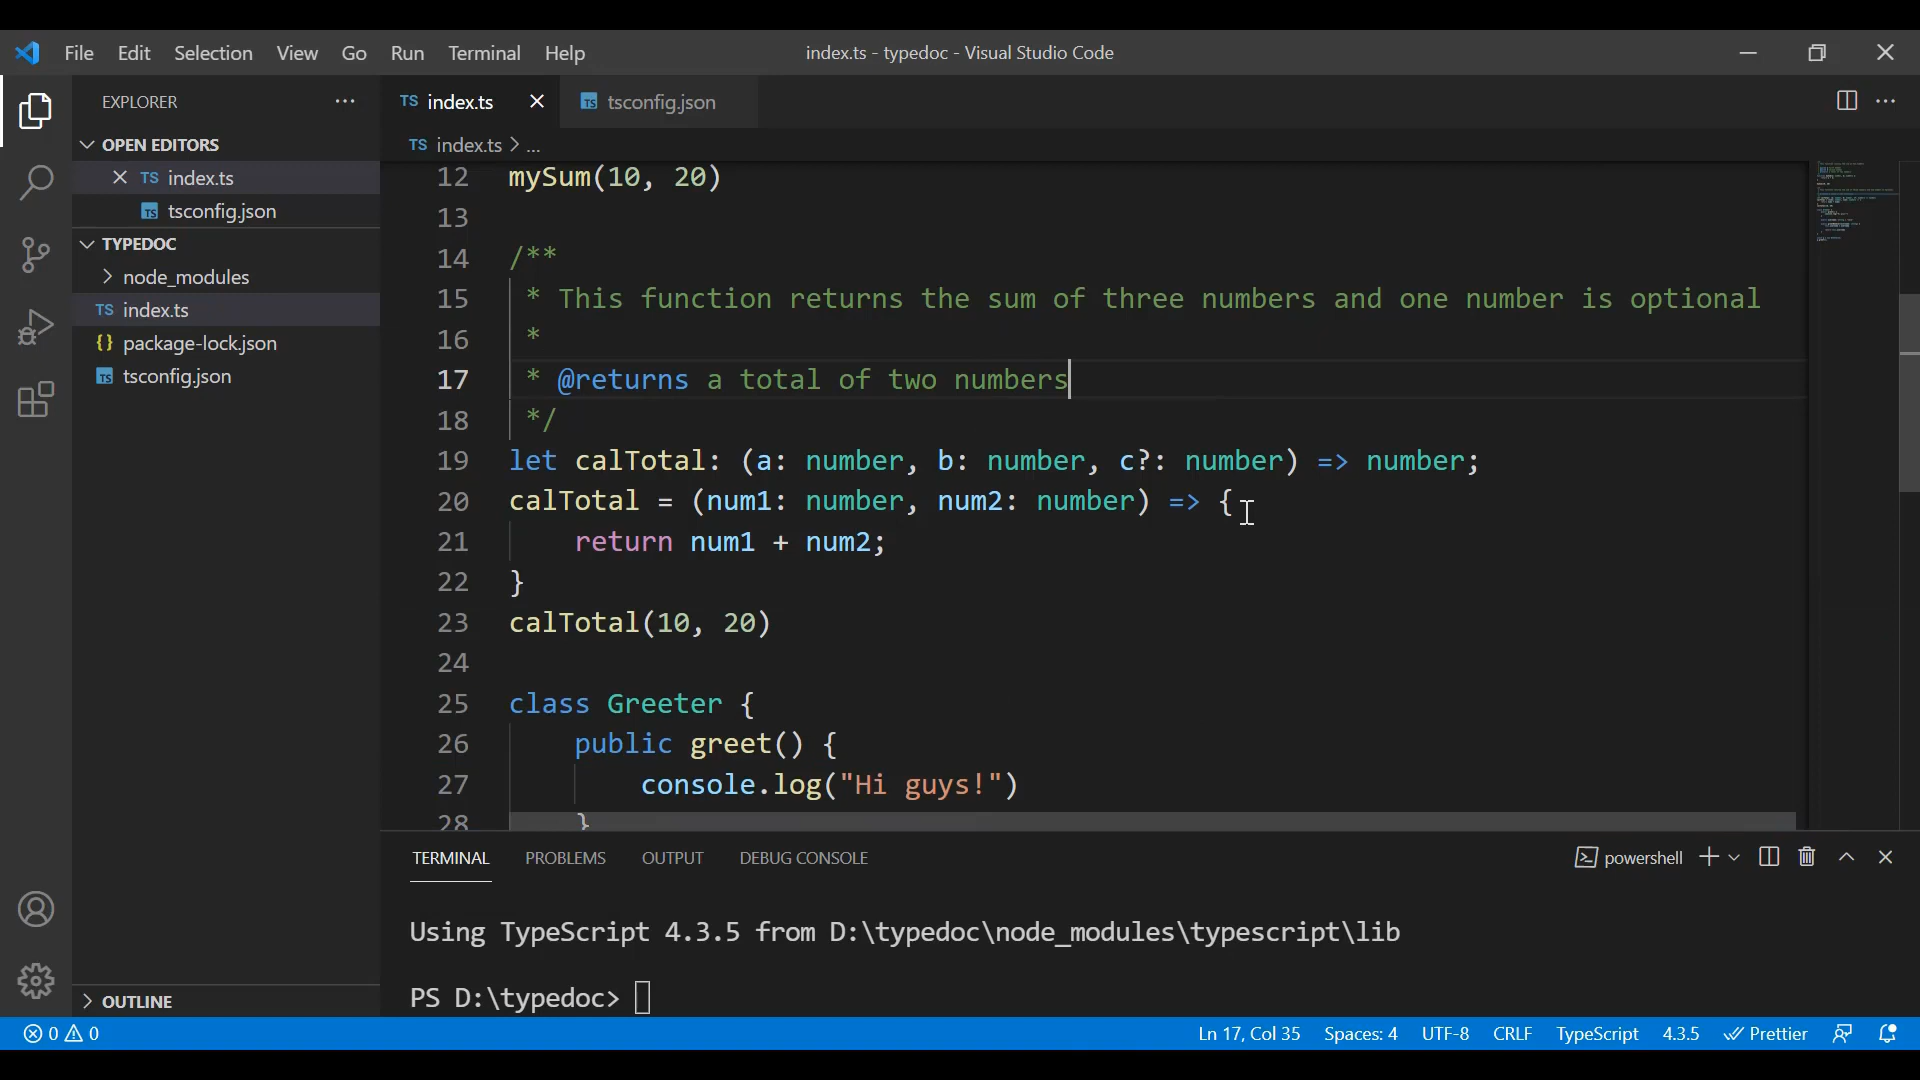 File Edit Selection View Go Run Terminal Help
index.ts - typedoc - Visual Studio Code
EXPLORER ...
TS index.ts
TS tsconfig.json
OPEN EDITORS
TS index.ts > ...
TS index.ts
TS tsconfig.json
TYPEDOC
node_modules
TS index.ts
{} package-lock.json
TS tsconfig.json
12 mySum(10, 20)
13
14 /**
15 * This function returns the sum of three numbers and one number is optional
16 *
17 * @returns a total of two numbers
18 */
19 let calTotal: (a: number, b: number, c?: number) => number;
20 calTotal = (num1: number, num2: number) => {
21 return num1 + num2;
22 }
23 calTotal(10, 20)
24
25 class Greeter {
26 public greet() {
27 console.log("Hi guys!")
28 }
TERMINAL PROBLEMS OUTPUT DEBUG CONSOLE
powershell
Using TypeScript 4.3.5 from D:\typedoc\node_modules\typescript\lib
PS D:\typedoc>
OUTLINE
0 0
Ln 17, Col 35 Spaces: 4 UTF-8 CRLF TypeScript 4.3.5 Prettier